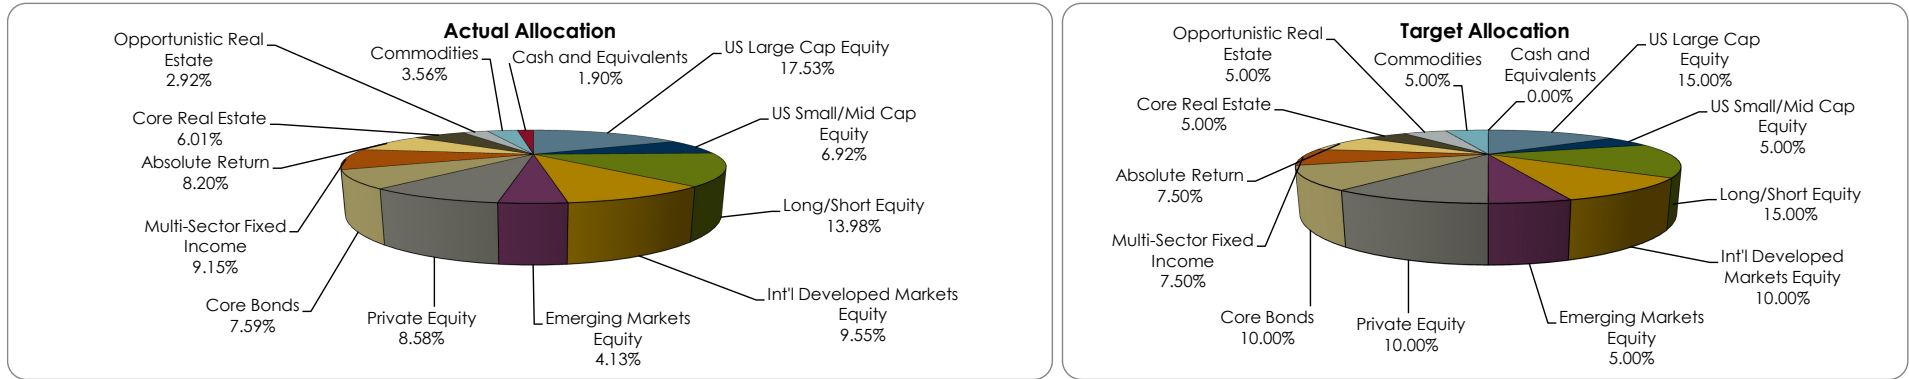 Actual Allocation
Opportunistic Real
Estate
2.92%
Commodities
3.56%
Cash and Equivalents
1.90%
US Large Cap Equity
17.53%
US Small/Mid Cap
Equity
6.92%
Long/Short Equity
13.98%
Int'l Developed Markets
Equity
9.55%
Emerging Markets
Equity
4.13%
Private Equity
8.58%
Core Bonds
7.59%
Multi-Sector Fixed
Income
9.15%
Absolute Return
8.20%
Core Real Estate
6.01%
Target Allocation
Opportunistic Real
Estate
5.00%
Commodities
5.00%
Cash and
Equivalents
0.00%
US Large Cap
Equity
15.00%
US Small/Mid Cap
Equity
5.00%
Long/Short Equity
15.00%
Int'l Developed
Markets Equity
10.00%
Emerging Markets
Equity
5.00%
Private Equity
10.00%
Core Bonds
10.00%
Multi-Sector Fixed
Income
7.50%
Absolute Return
7.50%
Core Real Estate
5.00%